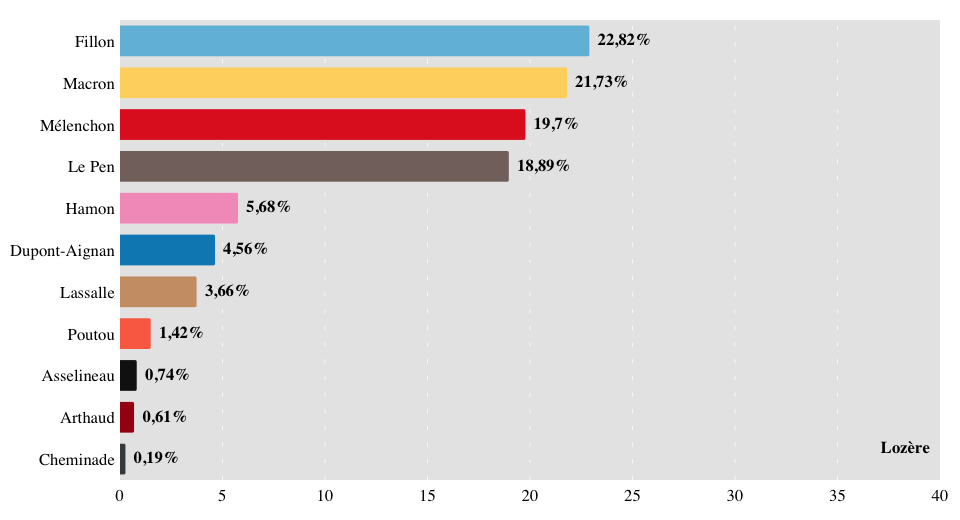 Fillon 22,82%
Macron 21,73%
Mélenchon 19,7%
Le Pen 18,89%
Hamon 5,68%
Dupont-Aignan 4,56%
Lassalle 3,66%
Poutou 1,42%
Asselineau 0,74%
Arthaud 0,61%
Lozère
Cheminade 0,19%
0 5 10 15 20 25 30 35 40